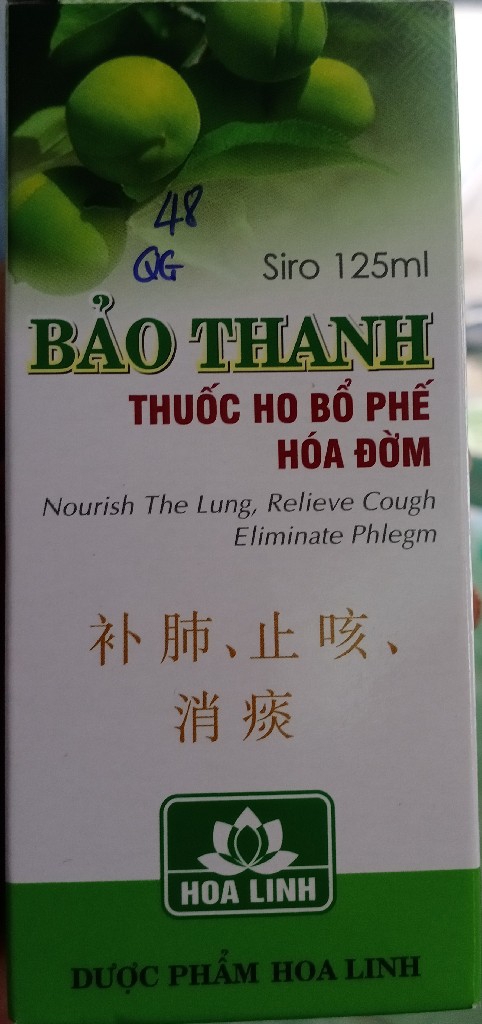 48
QG
Siro 125ml
BẢO THANH
THUỐC HO BỔ PHẾ
HÓA ĐỜM
Nourish The Lung, Relieve Cough
Eliminate Phlegm
补肺、止咳、
消痰
HOA LINH
DƯỢC PHẨM HOA LINH